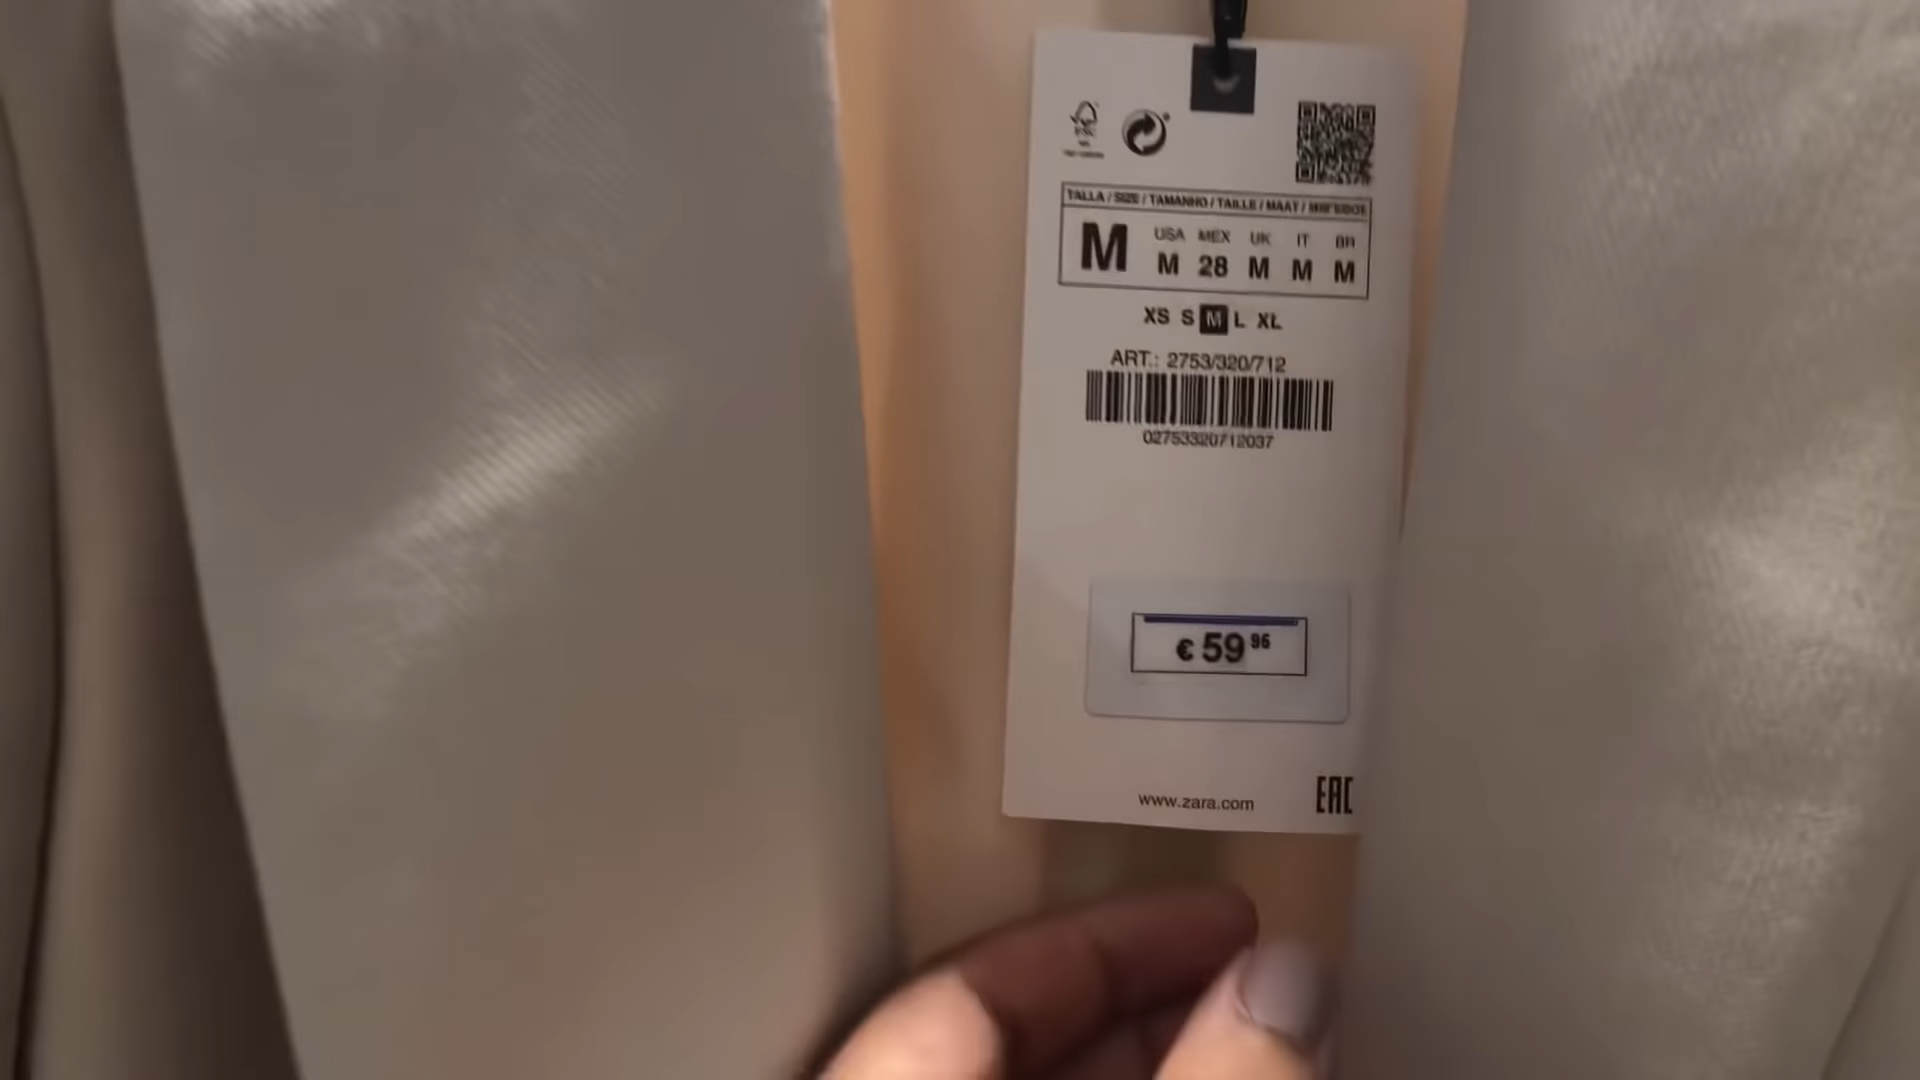 FSC
TALLA / SIZE / TAMANHO / TAILLE / MAAT /
M
USA MEX UK IT BR
M 28 M M M
XS S M L XL
ART.: 2753/320/712
02753320712037
€ 59 96
www.zara.com
EAC